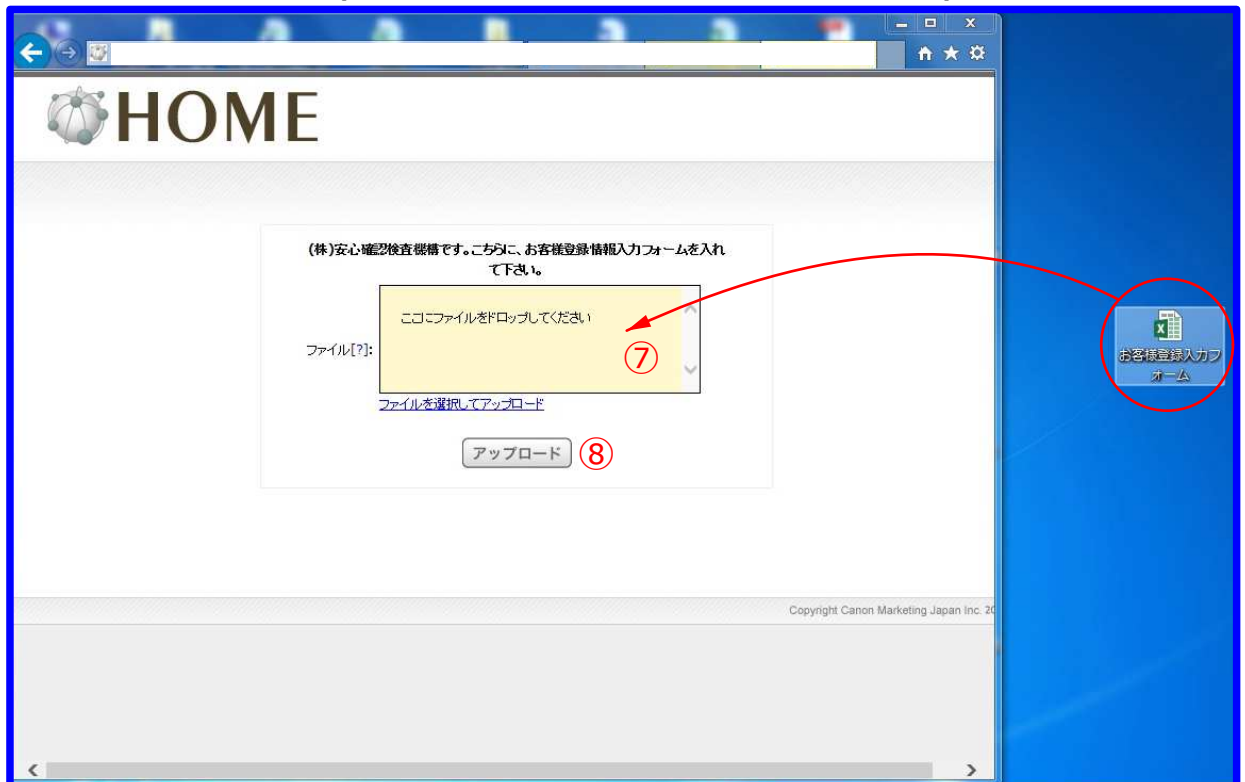 HOME
(株)安心確認検査機構です。こちらに、お客様登録情報入力フォームを入れ
て下さい。
ここにファイルをドロップしてください
ファイル[?]:
⑦
ファイルを選択してアップロード
アップロード ⑧
お客様登録入力フ
ォーム
Copyright Canon Marketing Japan Inc. 20